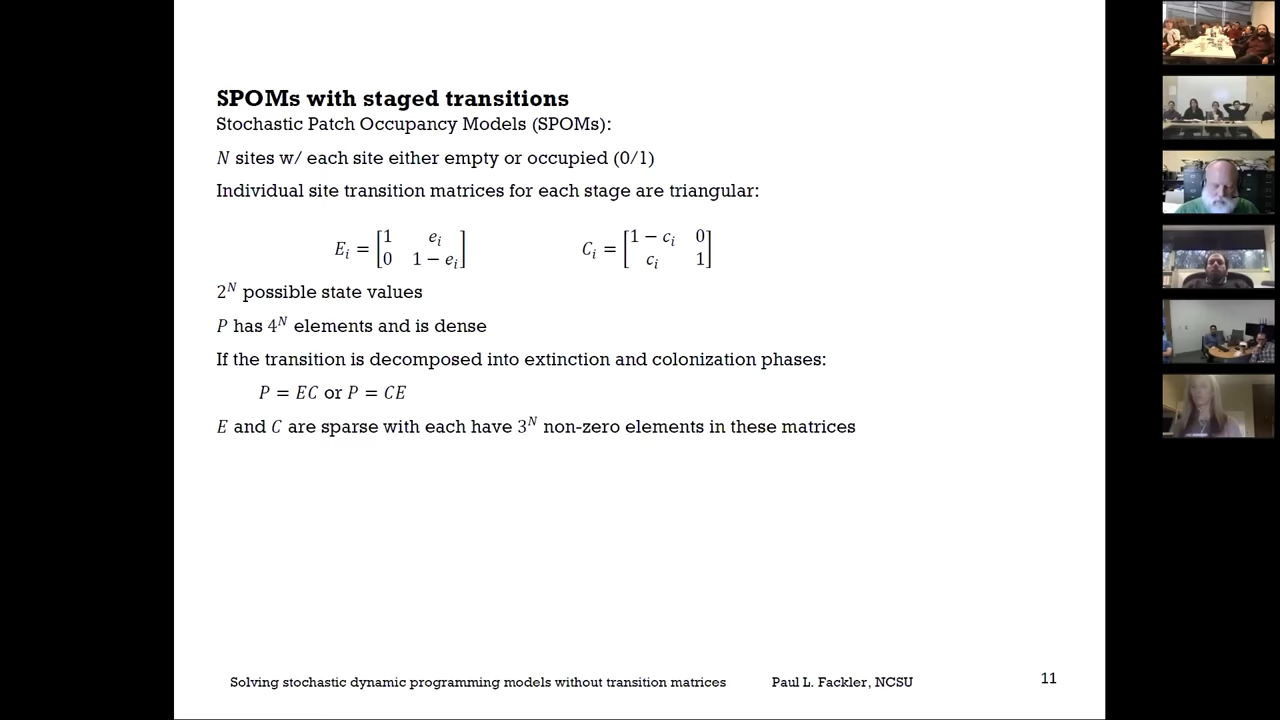 SPOMs with staged transitions
Stochastic Patch Occupancy Models (SPOMs):
N sites w/ each site either empty or occupied (0/1)
Individual site transition matrices for each stage are triangular:
E_i = [1 e_i; 0 1 − e_i] C_i = [1 − c_i 0; c_i 1]
2^N possible state values
P has 4^N elements and is dense
If the transition is decomposed into extinction and colonization phases:
P = EC or P = CE
E and C are sparse with each have 3^N non-zero elements in these matrices
Solving stochastic dynamic programming models without transition matrices Paul L. Fackler, NCSU 11